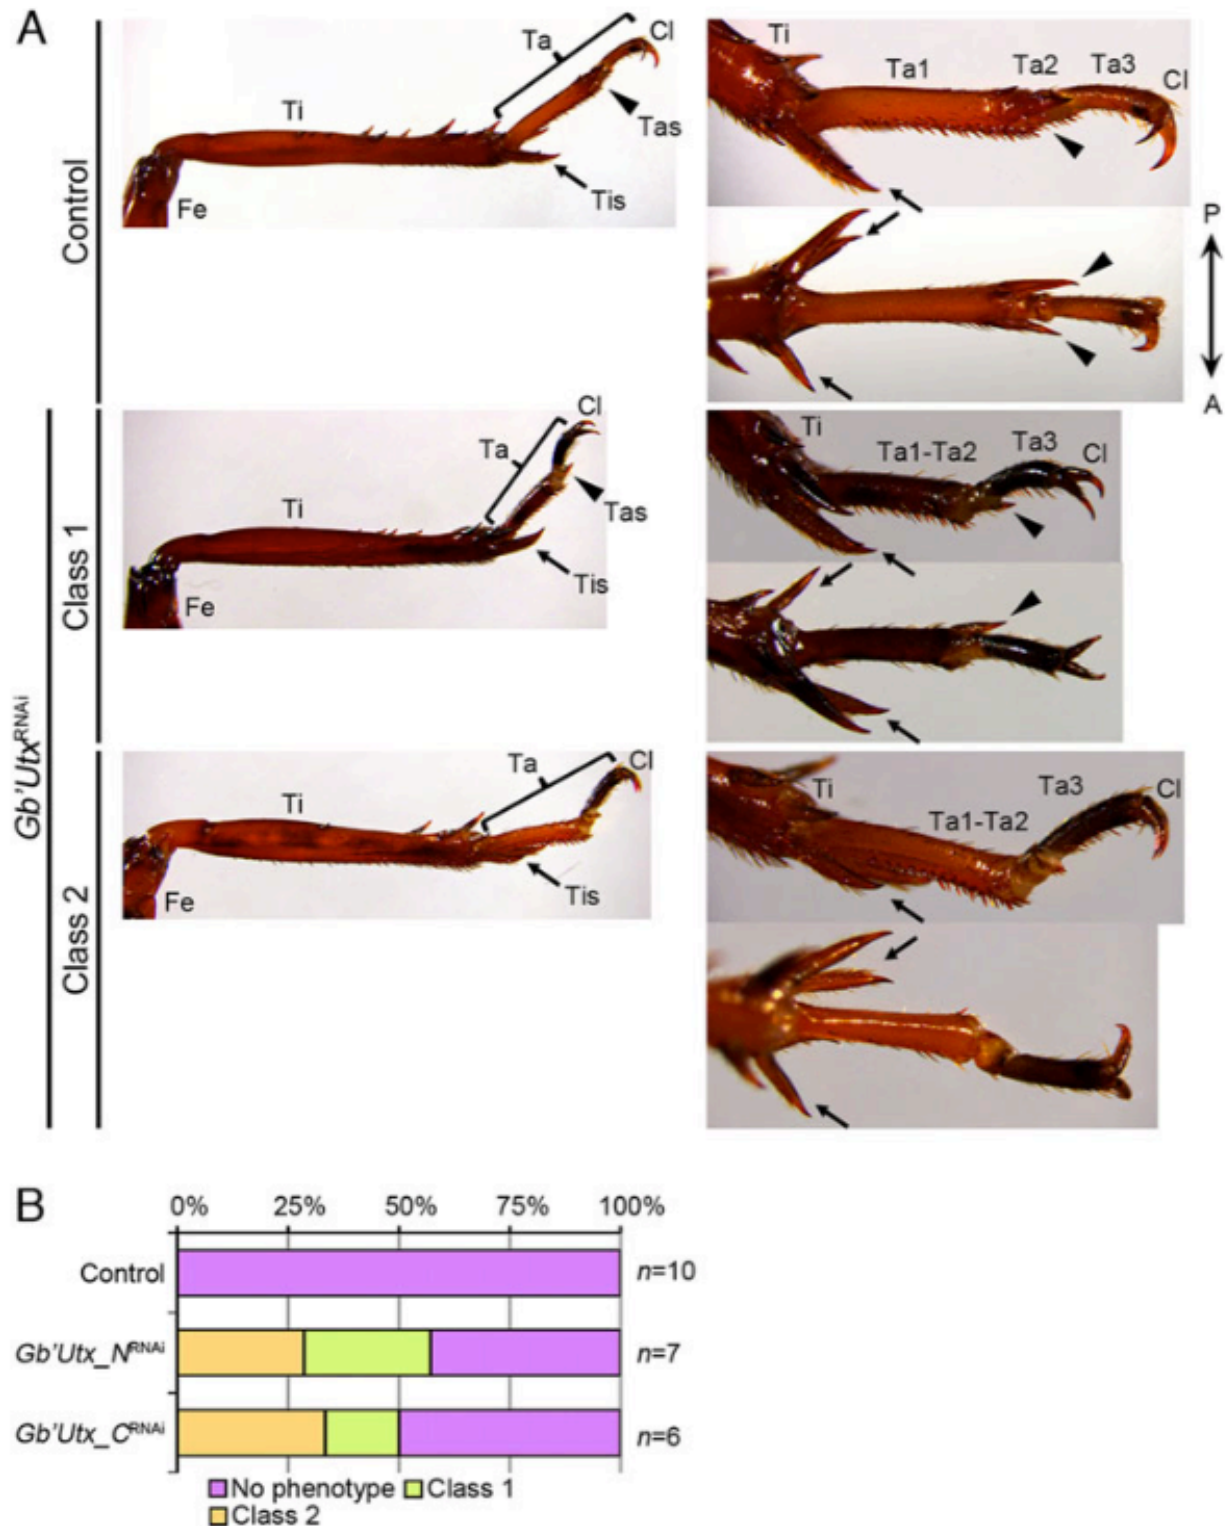 A
Control
Ta
Cl
Ti
Tas
Tis
Fe
Ti
Ta1
Ta2
Ta3
Cl
P
A
Gb'Utx^RNAi
Class 1
Ta
Cl
Ti
Tas
Tis
Fe
Ti
Ta1-Ta2
Ta3
Cl
Class 2
Ta
Cl
Ti
Tis
Fe
Ti
Ta1-Ta2
Ta3
Cl
B
0% 25% 50% 75% 100%
Control n=10
Gb'Utx_N^RNAi n=7
Gb'Utx_C^RNAi n=6
No phenotype Class 1
Class 2